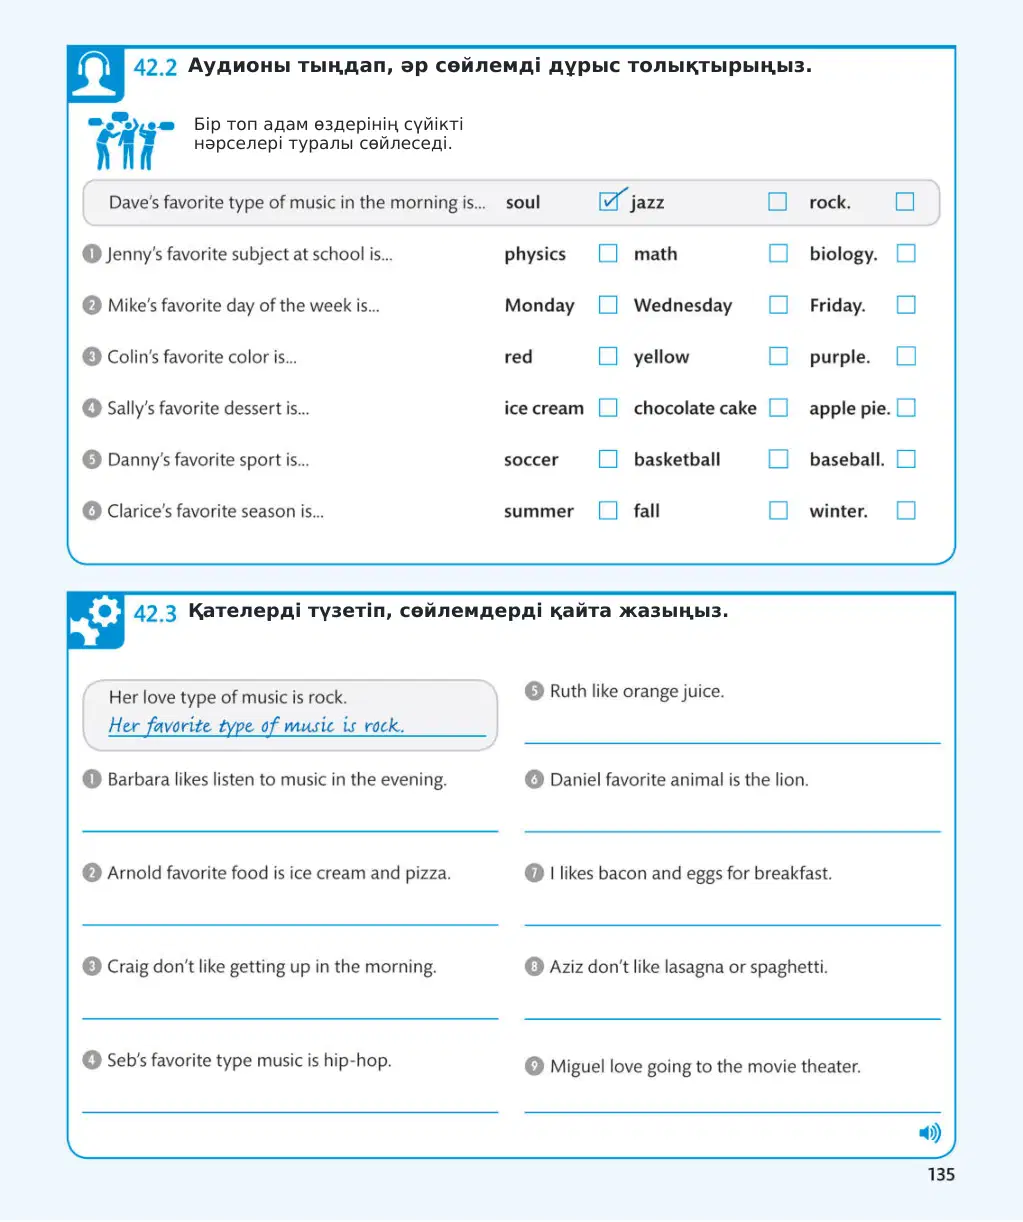 42.2 Аудионы тыңдап, әр сөйлемді дұрыс толықтырыңыз.
Бір топ адам өздерінің сүйікті
нәрселері туралы сөйлеседі.
Dave's favorite type of music in the morning is... soul jazz rock.
1 Jenny's favorite subject at school is... physics math biology.
2 Mike's favorite day of the week is... Monday Wednesday Friday.
3 Colin's favorite color is... red yellow purple.
4 Sally's favorite dessert is... ice cream chocolate cake apple pie.
5 Danny's favorite sport is... soccer basketball baseball.
6 Clarice's favorite season is... summer fall winter.
42.3 Қателерді түзетіп, сөйлемдерді қайта жазыңыз.
Her love type of music is rock.
Her favorite type of music is rock.
1 Barbara likes listen to music in the evening.
2 Arnold favorite food is ice cream and pizza.
3 Craig don't like getting up in the morning.
4 Seb's favorite type music is hip-hop.
5 Ruth like orange juice.
6 Daniel favorite animal is the lion.
7 I likes bacon and eggs for breakfast.
8 Aziz don't like lasagna or spaghetti.
9 Miguel love going to the movie theater.
135